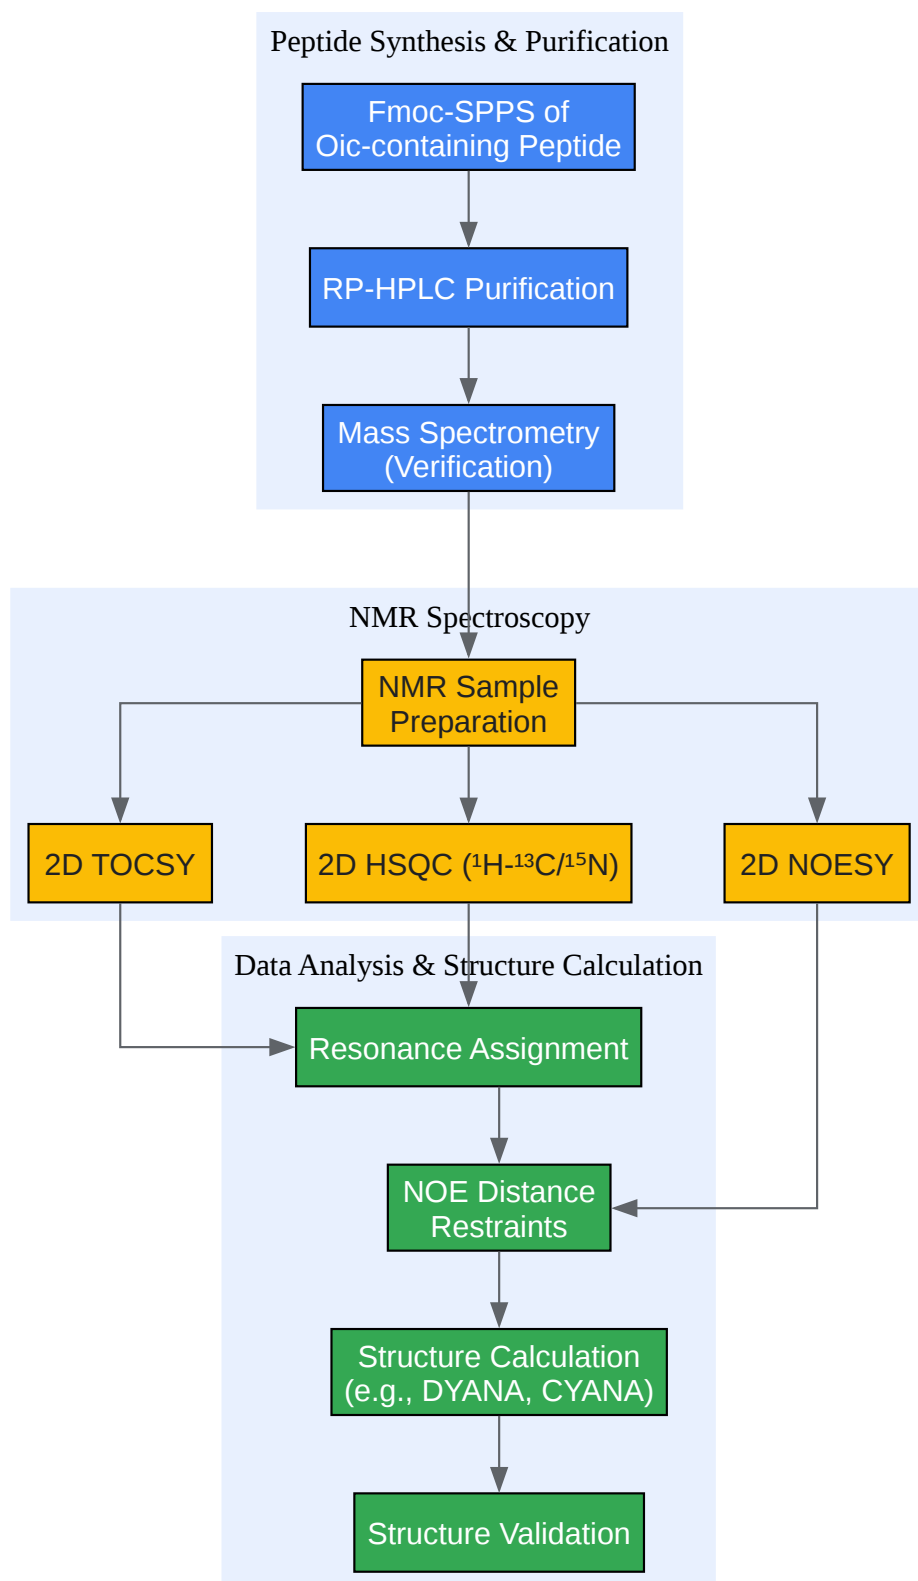 Peptide Synthesis & Purification
Fmoc-SPPS of
Oic-containing Peptide
RP-HPLC Purification
Mass Spectrometry
(Verification)
NMR Spectroscopy
NMR Sample
Preparation
2D TOCSY
2D HSQC (¹H-¹³C/¹⁵N)
2D NOESY
Data Analysis & Structure Calculation
Resonance Assignment
NOE Distance
Restraints
Structure Calculation
(e.g., DYANA, CYANA)
Structure Validation